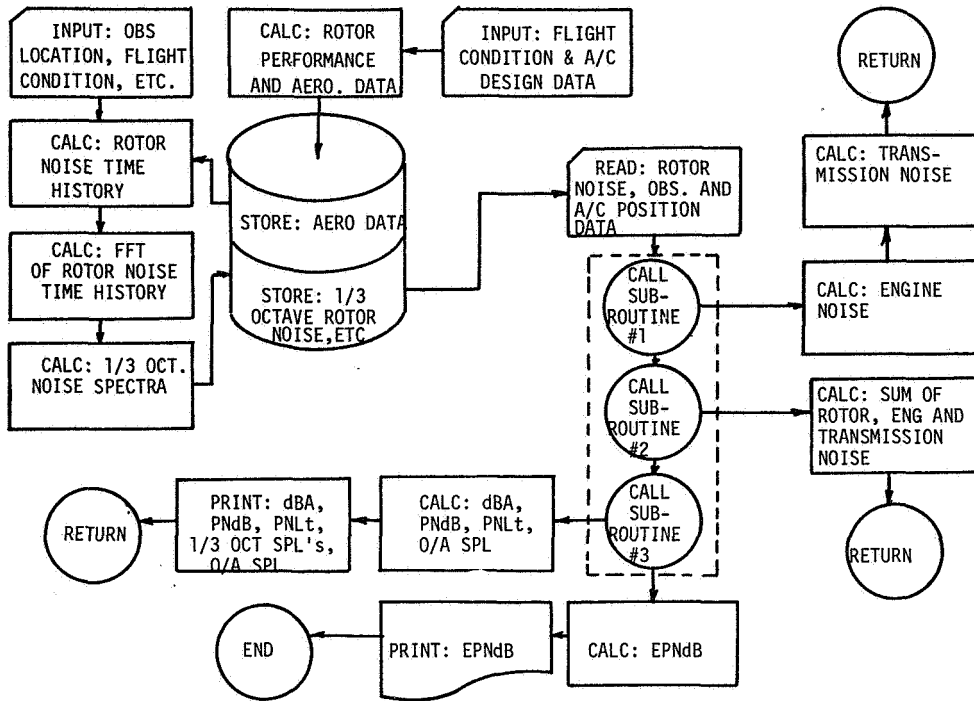 INPUT: OBS
LOCATION, FLIGHT
CONDITION, ETC.
CALC: ROTOR
PERFORMANCE
AND AERO. DATA
INPUT: FLIGHT
CONDITION & A/C
DESIGN DATA
RETURN
CALC: ROTOR
NOISE TIME
HISTORY
STORE: AERO DATA
READ: ROTOR
NOISE, OBS. AND
A/C POSITION
DATA
CALC: TRANS-
MISSION NOISE
CALC: FFT
OF ROTOR NOISE
TIME HISTORY
STORE: 1/3
OCTAVE ROTOR
NOISE,ETC
CALL
SUB-
ROUTINE
#1
CALC: ENGINE
NOISE
CALC: 1/3 OCT.
NOISE SPECTRA
CALL
SUB-
ROUTINE
#2
CALC: SUM OF
ROTOR, ENG AND
TRANSMISSION
NOISE
RETURN
PRINT: dBA,
PNdB, PNLt,
1/3 OCT SPL's,
O/A SPL
CALC: dBA,
PNdB, PNLt,
O/A SPL
CALL
SUB-
ROUTINE
#3
RETURN
END
PRINT: EPNdB
CALC: EPNdB